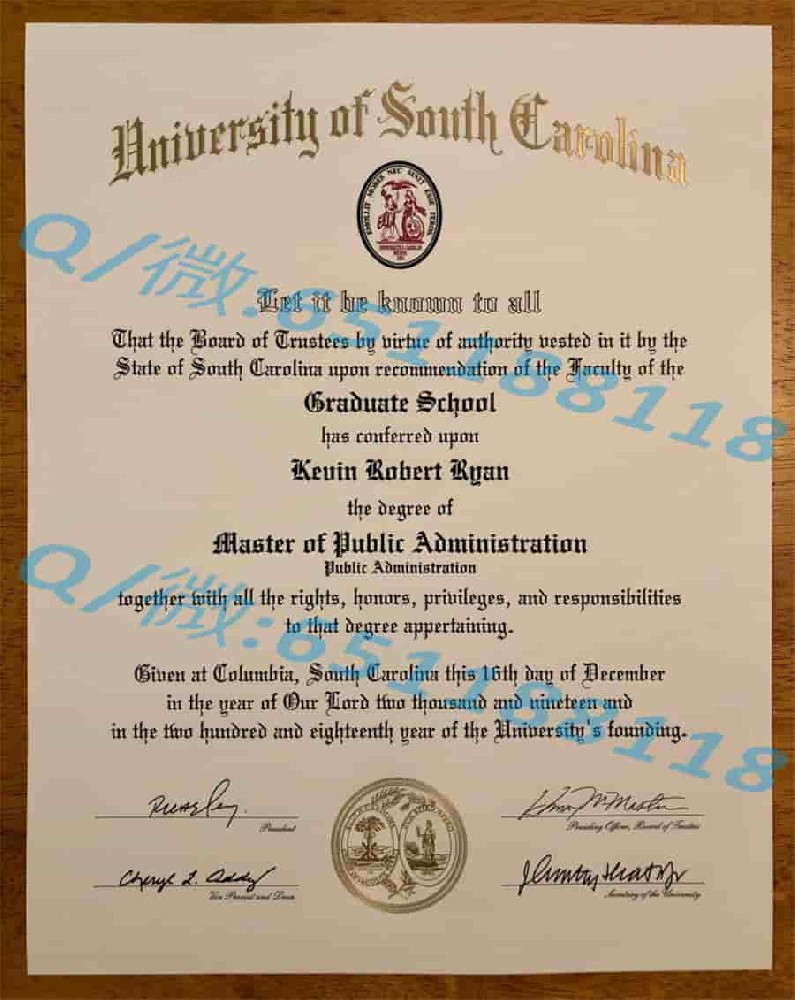 University of South Carolina
Let it be known to all
That the Board of Trustees by virtue of authority vested in it by the
State of South Carolina upon recommendation of the Faculty of the
Graduate School
has conferred upon
Kevin Robert Ryan
the degree of
Master of Public Administration
Public Administration
together with all the rights, honors, privileges, and responsibilities
to that degree appertaining.
Given at Columbia, South Carolina this 16th day of December
in the year of Our Lord two thousand and nineteen and
in the two hundred and eighteenth year of the University's founding.
President
Presiding Officer, Board of Trustees
Cheryl L. Addy
Vice Provost and Dean
Secretary of the University
Q/微:651188118
Q/微:651188118